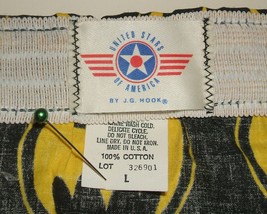 UNITED STARS
OF AMERICA
BY J.G. HOOK®
MACHINE WASH COLD.
DELICATE CYCLE.
DO NOT BLEACH.
LINE DRY. DO NOT IRON.
MADE IN U.S.A.
100% COTTON
LOT 326901
L